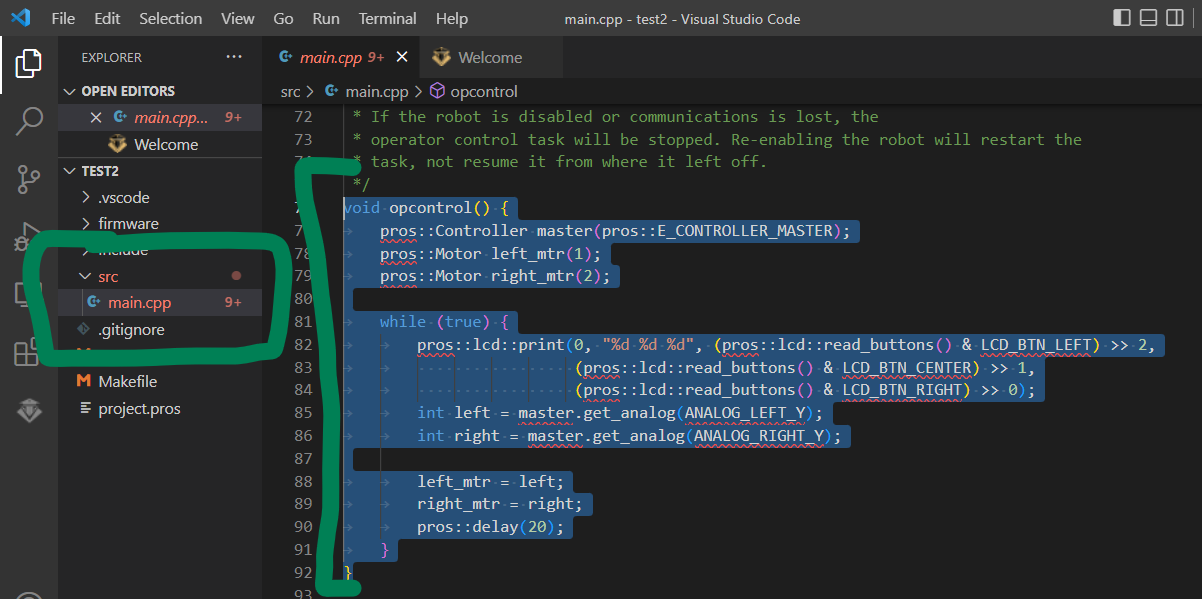 File Edit Selection View Go Run Terminal Help main.cpp - test2 - Visual Studio Code
EXPLORER ··· main.cpp 9+ Welcome
OPEN EDITORS
src > main.cpp > opcontrol
main.cpp... 9+
Welcome
TEST2
.vscode
firmware
include
src
main.cpp 9+
.gitignore
Makefile
project.pros
72 * If the robot is disabled or communications is lost, the
73 * operator control task will be stopped. Re-enabling the robot will restart the
* task, not resume it from where it left off.
*/
void opcontrol() {
pros::Controller master(pros::E_CONTROLLER_MASTER);
pros::Motor left_mtr(1);
79 pros::Motor right_mtr(2);
80
81 while (true) {
82 pros::lcd::print(0, "%d %d %d", (pros::lcd::read_buttons() & LCD_BTN_LEFT) >> 2,
83 (pros::lcd::read_buttons() & LCD_BTN_CENTER) >> 1,
84 (pros::lcd::read_buttons() & LCD_BTN_RIGHT) >> 0);
85 int left = master.get_analog(ANALOG_LEFT_Y);
86 int right = master.get_analog(ANALOG_RIGHT_Y);
87
88 left_mtr = left;
89 right_mtr = right;
90 pros::delay(20);
91 }
92 }
93